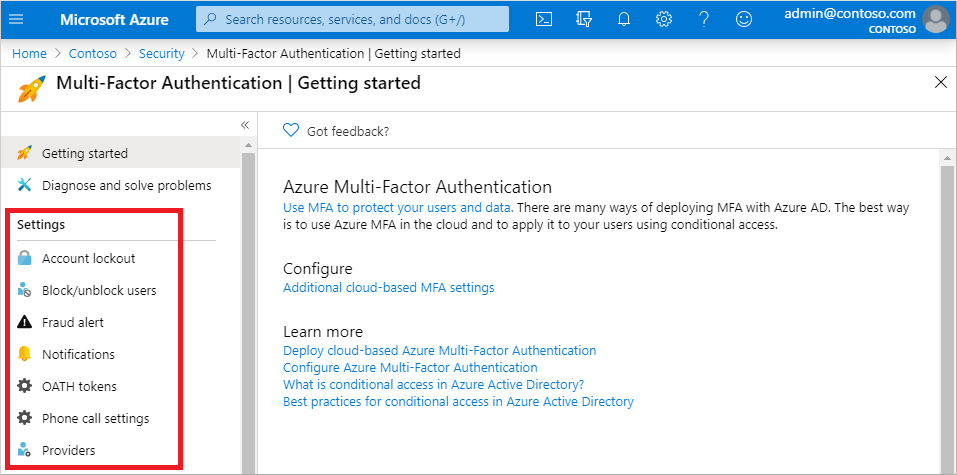 Microsoft Azure
Search resources, services, and docs (G+/)
admin@contoso.com
CONTOSO
Home > Contoso > Security > Multi-Factor Authentication | Getting started
Multi-Factor Authentication | Getting started
Got feedback?
Getting started
Diagnose and solve problems
Settings
Account lockout
Block/unblock users
Fraud alert
Notifications
OATH tokens
Phone call settings
Providers
Azure Multi-Factor Authentication
Use MFA to protect your users and data. There are many ways of deploying MFA with Azure AD. The best way
is to use Azure MFA in the cloud and to apply it to your users using conditional access.
Configure
Additional cloud-based MFA settings
Learn more
Deploy cloud-based Azure Multi-Factor Authentication
Configure Azure Multi-Factor Authentication
What is conditional access in Azure Active Directory?
Best practices for conditional access in Azure Active Directory